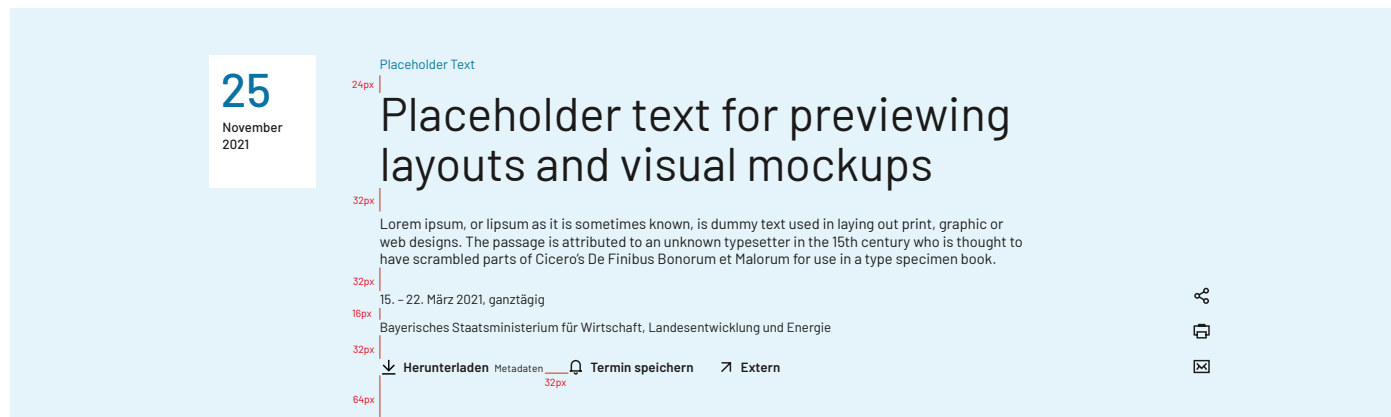 25
November
2021
Placeholder Text
24px
Placeholder text for previewing
layouts and visual mockups
32px
Lorem ipsum, or lipsum as it is sometimes known, is dummy text used in laying out print, graphic or
web designs. The passage is attributed to an unknown typesetter in the 15th century who is thought to
have scrambled parts of Cicero's De Finibus Bonorum et Malorum for use in a type specimen book.
32px
15. – 22. März 2021, ganztägig
16px
Bayerisches Staatsministerium für Wirtschaft, Landesentwicklung und Energie
32px
Herunterladen Metadaten Termin speichern Extern
32px
64px